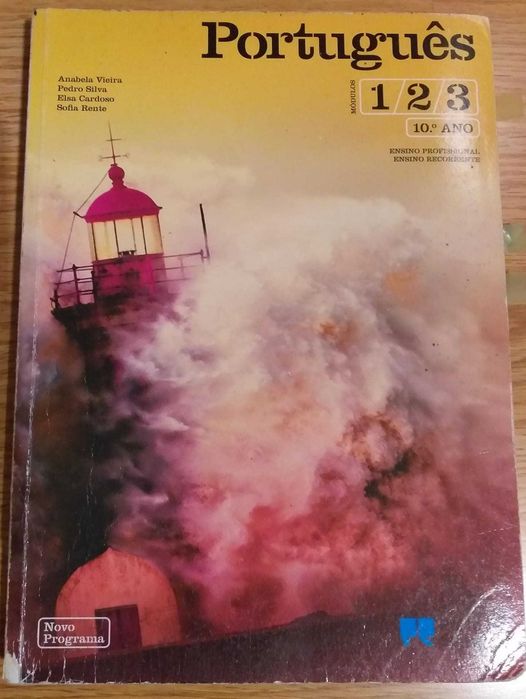 Português
Anabela Vieira
Pedro Silva
Elsa Cardoso
Sofia Rente
MÓDULOS
1/2/3
10.º ANO
ENSINO PROFISSIONAL
ENSINO RECORRENTE
Novo
Programa